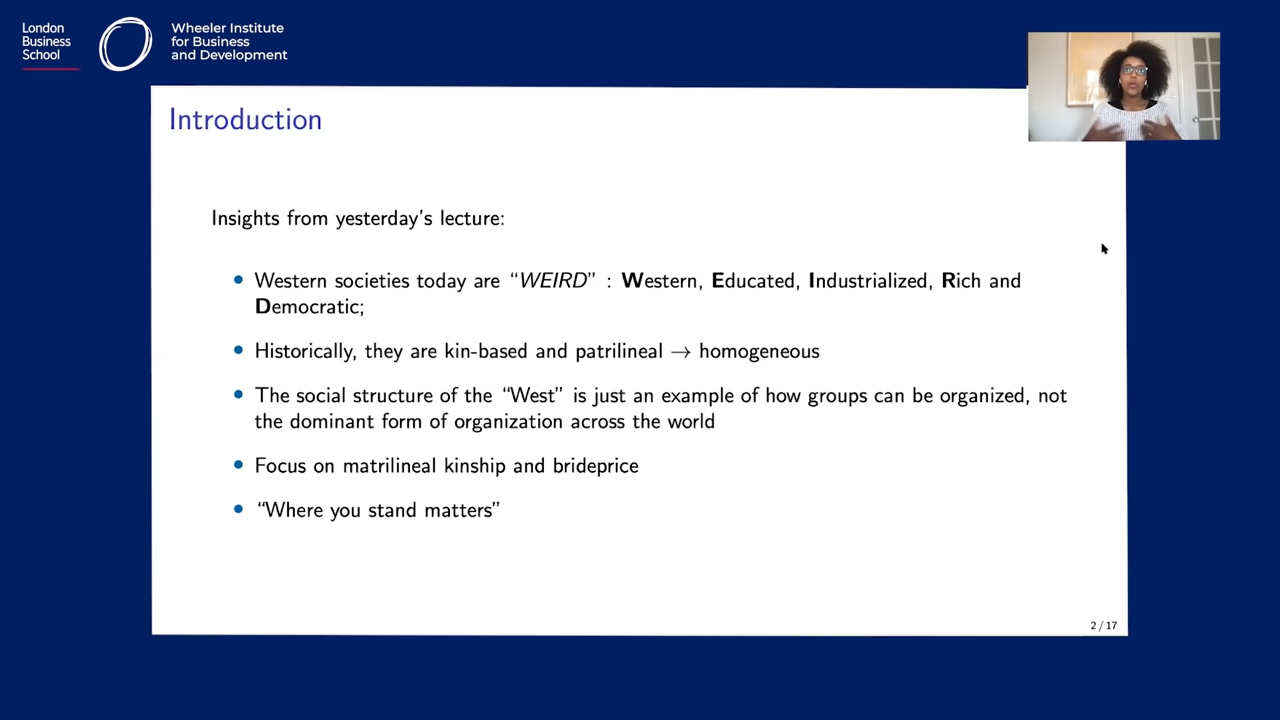 London
Business
School
Wheeler Institute
for Business
and Development
Introduction
Insights from yesterday's lecture:
• Western societies today are "WEIRD" : Western, Educated, Industrialized, Rich and
Democratic;
• Historically, they are kin-based and patrilineal → homogeneous
• The social structure of the "West" is just an example of how groups can be organized, not
the dominant form of organization across the world
• Focus on matrilineal kinship and brideprice
• "Where you stand matters"
2 / 17